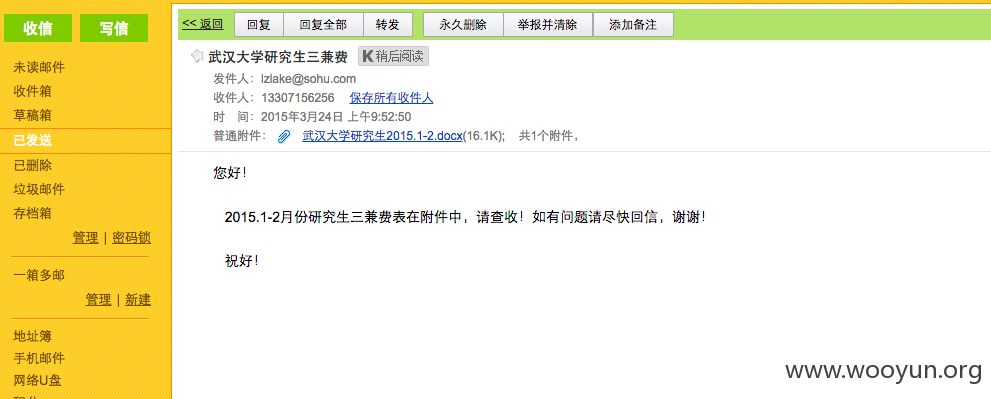 收信 写信
未读邮件
收件箱
草稿箱
已发送
已删除
垃圾邮件
存档箱
管理 | 密码锁
一箱多邮
管理 | 新建
地址簿
手机邮件
网络U盘
<< 返回 回复 回复全部 转发 永久删除 举报并清除 添加备注
武汉大学研究生三兼费 K 稍后阅读
发件人: lzlake@sohu.com
收件人: 13307156256 保存所有收件人
时 间: 2015年3月24日 上午9:52:50
普通附件: 武汉大学研究生2015.1-2.docx(16.1K); 共1个附件,
您好!
2015.1-2月份研究生三兼费表在附件中，请查收！如有问题请尽快回信，谢谢！
祝好！
www.wooyun.org